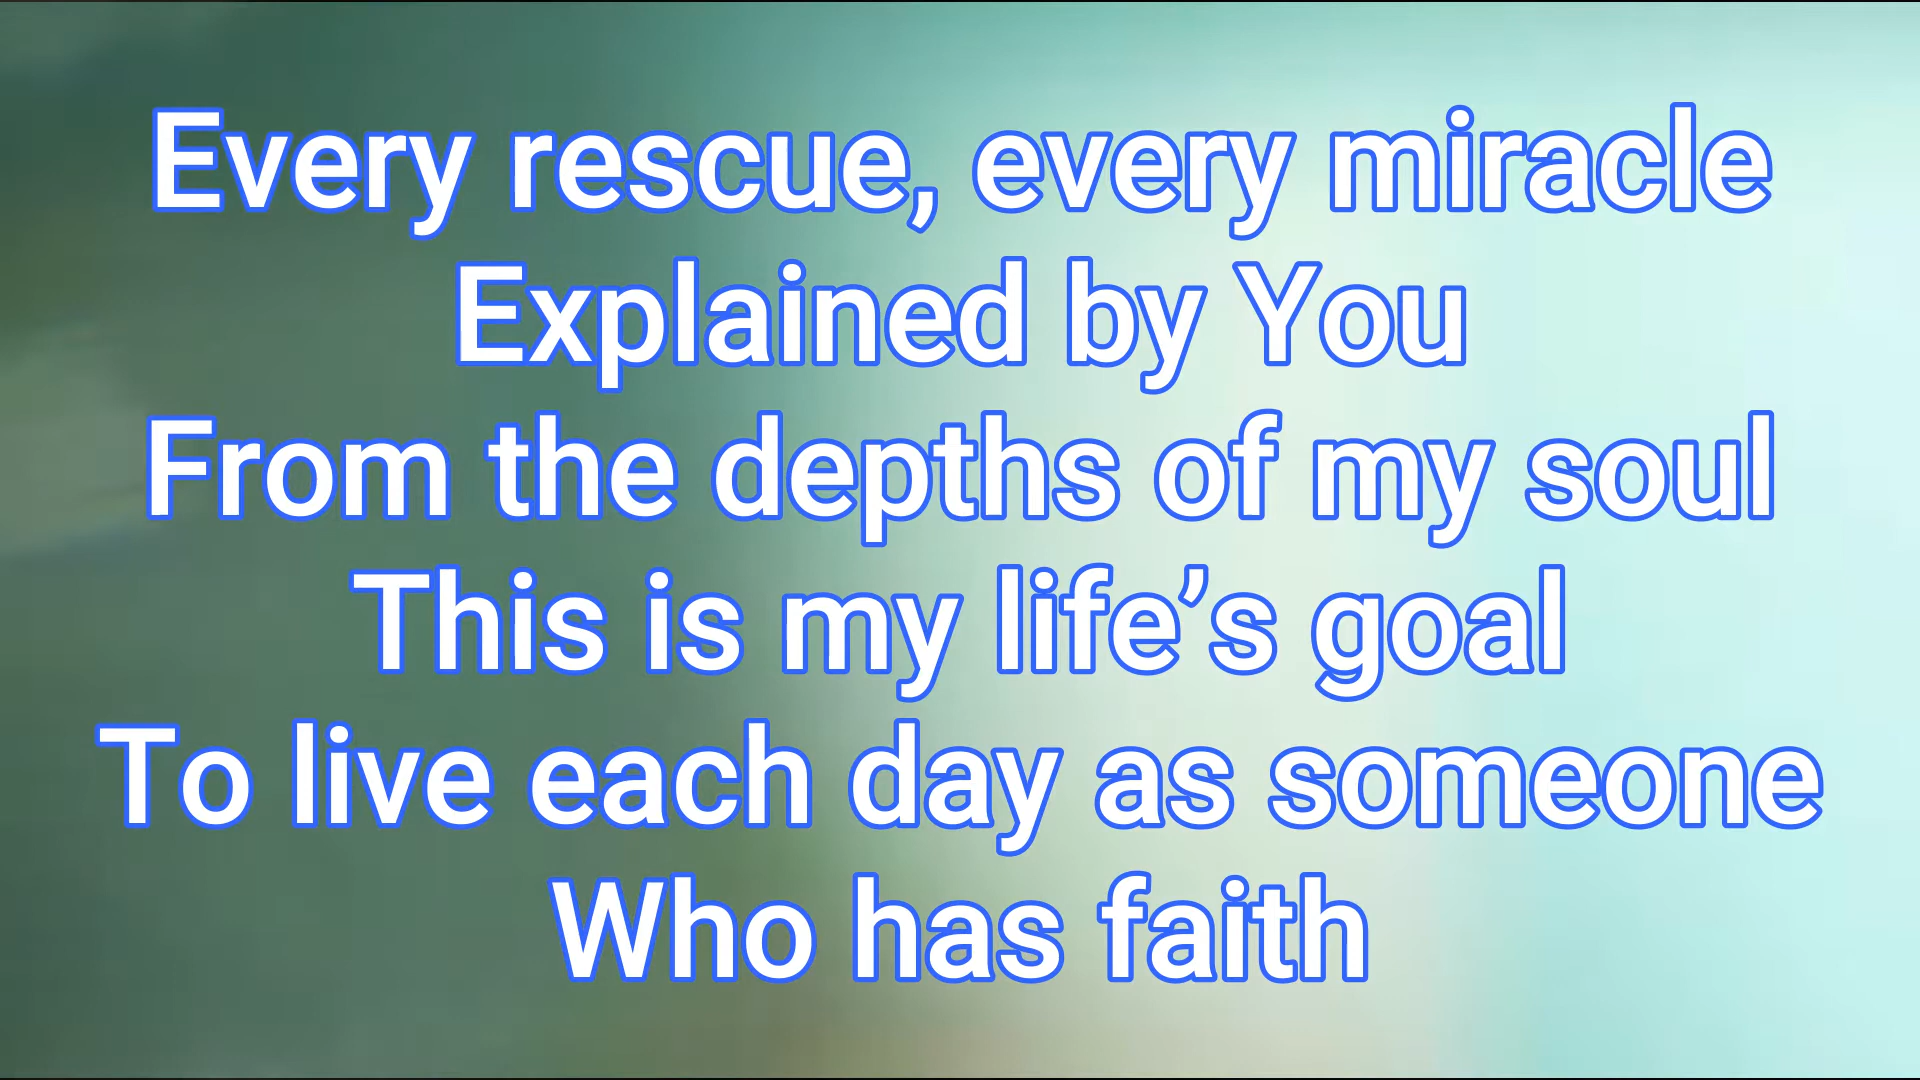 Every rescue, every miracle
Explained by You
From the depths of my soul
This is my life’s goal
To live each day as someone
Who has faith